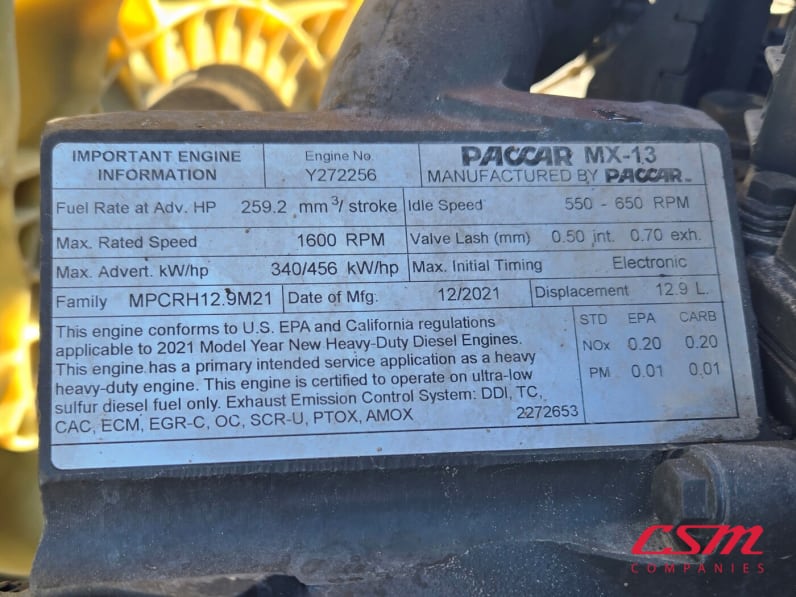 IMPORTANT ENGINE INFORMATION
Engine No. Y272256
PACCAR MX-13
MANUFACTURED BY PACCAR
Fuel Rate at Adv. HP 259.2 mm³/ stroke
Idle Speed 550 - 650 RPM
Max. Rated Speed 1600 RPM
Valve Lash (mm) 0.50 int. 0.70 exh.
Max. Advert. kW/hp 340/456 kW/hp
Max. Initial Timing Electronic
Family MPCRH12.9M21
Date of Mfg. 12/2021
Displacement 12.9 L.
This engine conforms to U.S. EPA and California regulations
applicable to 2021 Model Year New Heavy-Duty Diesel Engines.
This engine has a primary intended service application as a heavy
heavy-duty engine. This engine is certified to operate on ultra-low
sulfur diesel fuel only. Exhaust Emission Control System: DDI, TC,
CAC, ECM, EGR-C, OC, SCR-U, PTOX, AMOX
2272653
STD EPA CARB
NOx 0.20 0.20
PM 0.01 0.01
CSM
COMPANIES